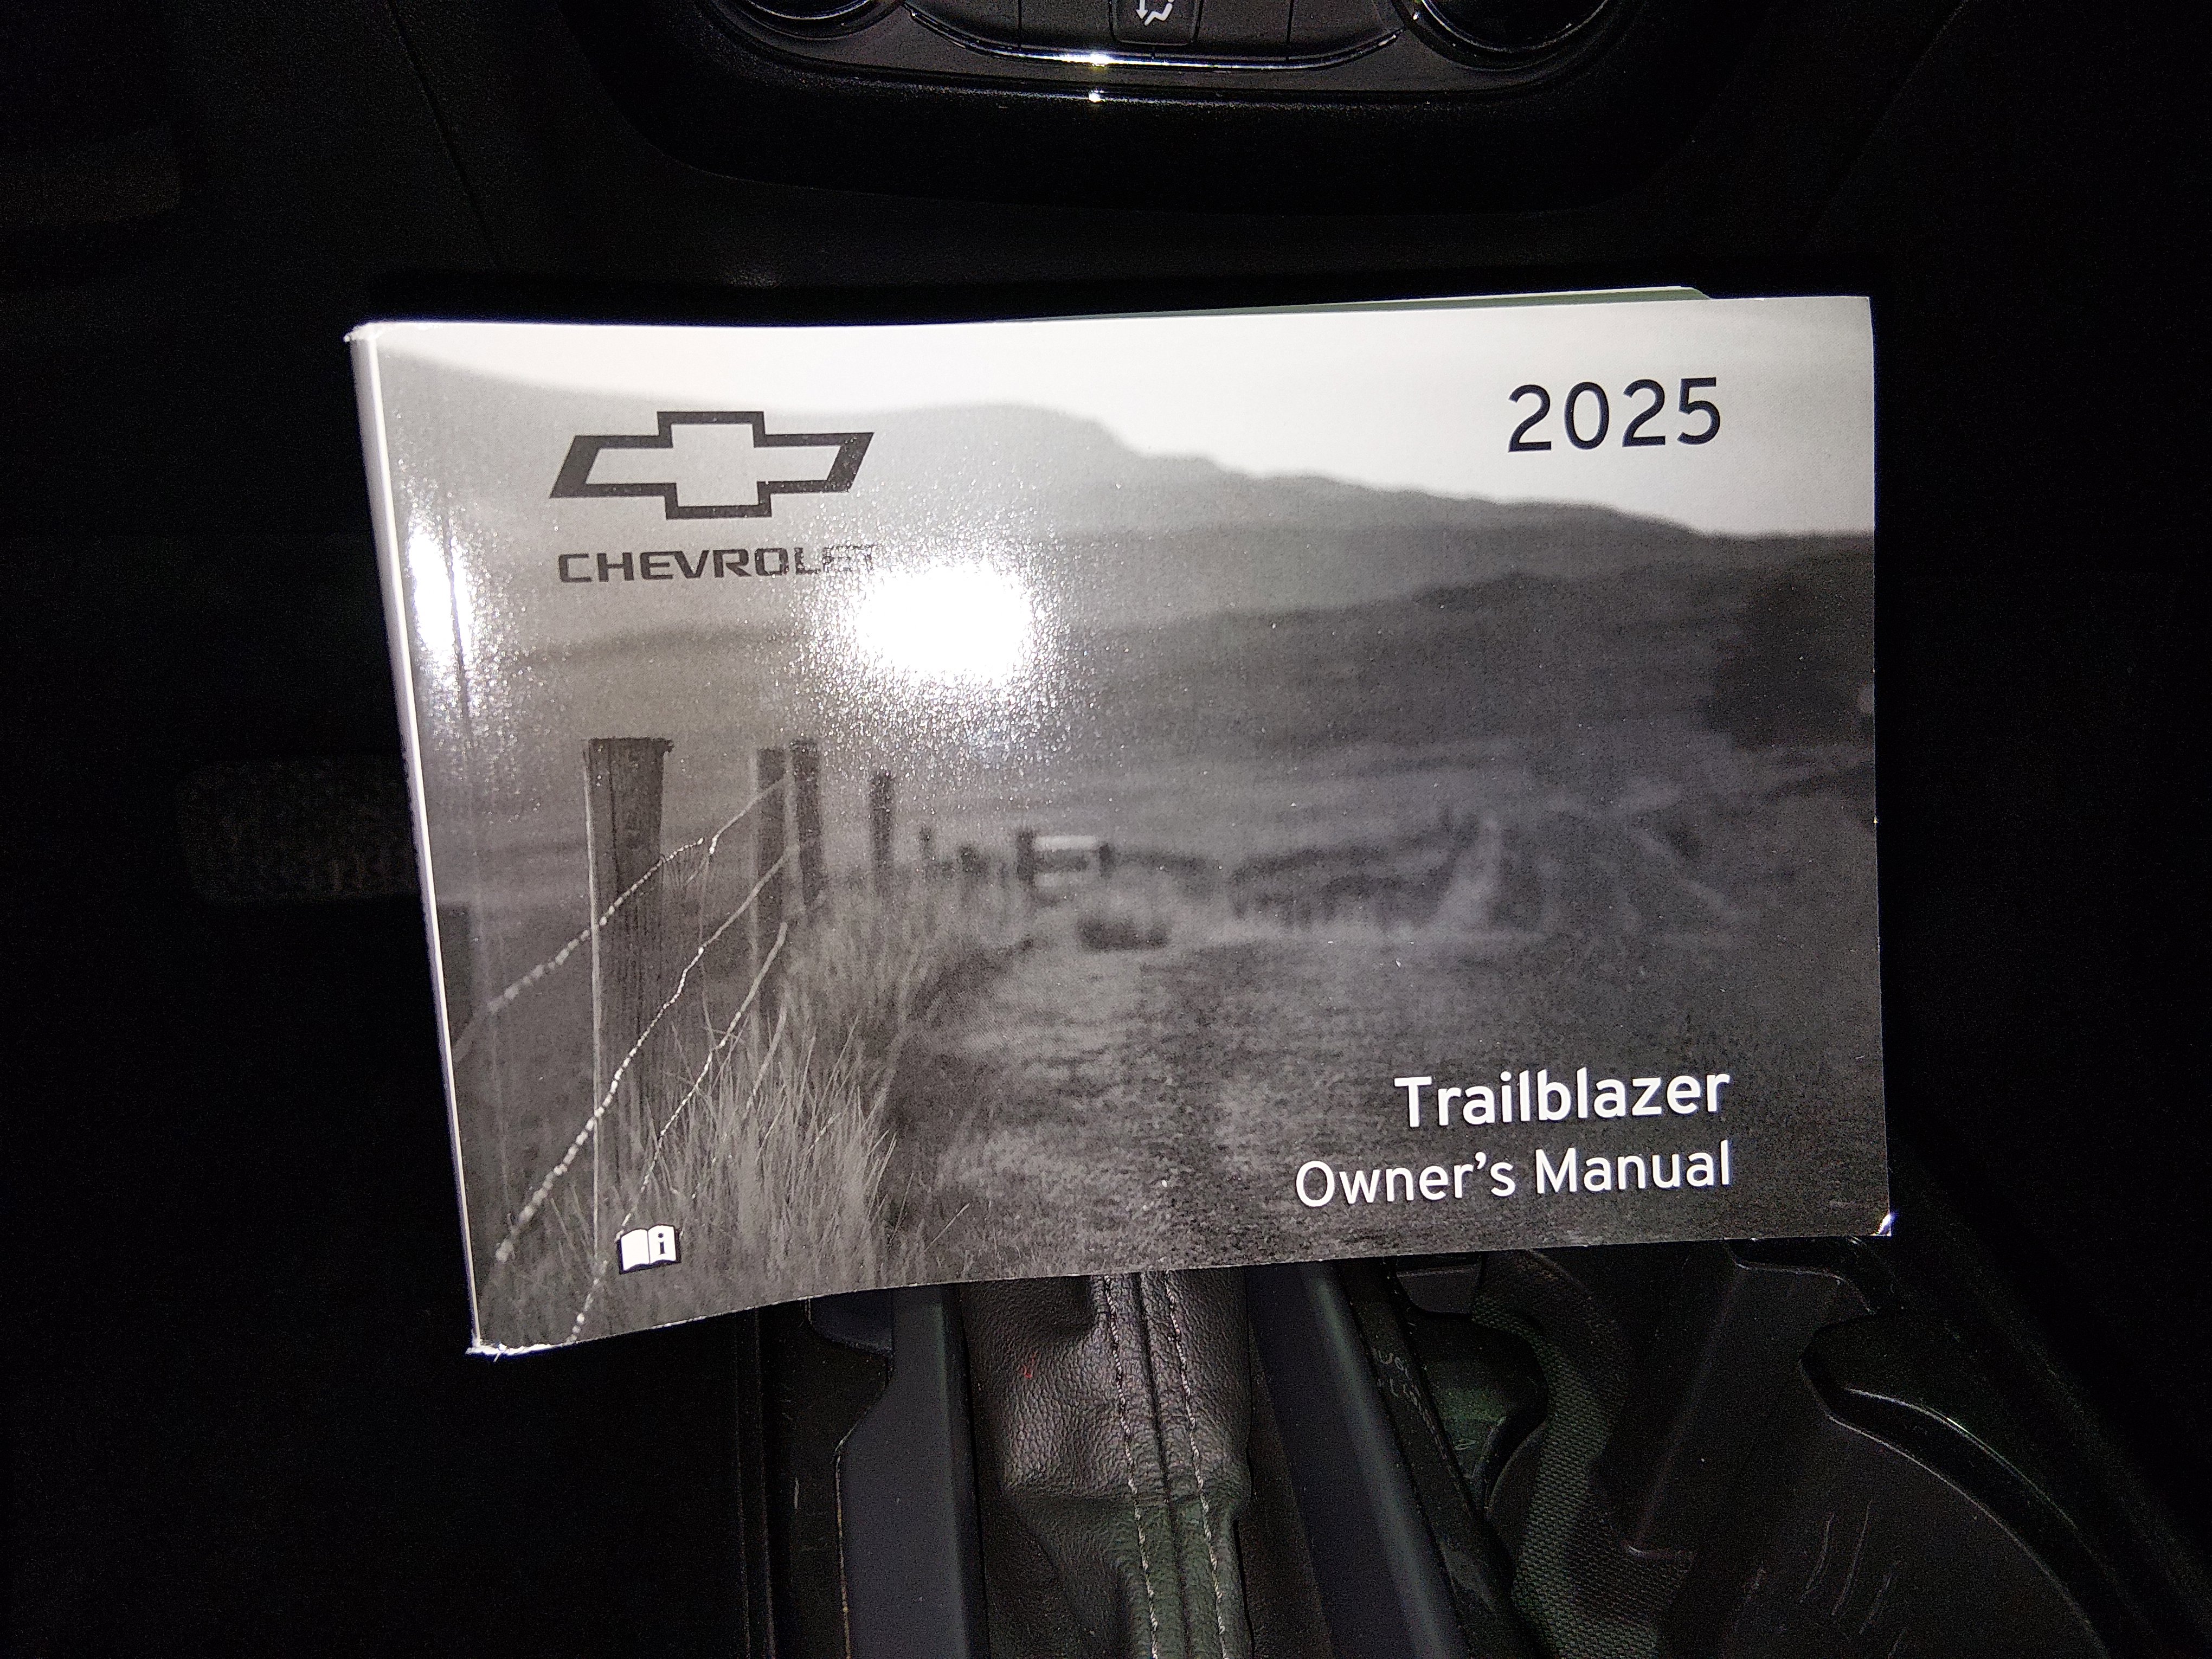 2025
CHEVROLET
Trailblazer
Owner's Manual
i